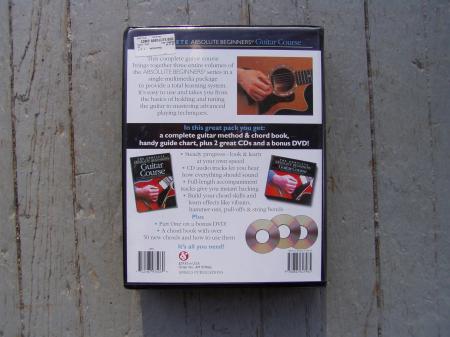 ABSOLUTE BEGINNERS® Guitar Course
This complete guitar course
brings together those entire volumes of
the ABSOLUTE BEGINNERS® series in a
single multimedia package
to provide a total learning system.
It's easy to use and takes you from
the basics of holding and tuning
the guitar to mastering advanced
playing techniques.
In this great pack you get:
a complete guitar method & chord book,
handy guide chart, plus 2 great CDs and a bonus DVD!
• Steady progress - look & learn
at your own speed
• CD audio tracks let you hear
how everything should sound
• Full-length accompaniment
tracks give you instant backing
• Build your chord skills and
learn effects like vibrato,
hammer-ons, pull-offs & string bends
Plus
• Part One on a bonus DVD!
• A chord book with over
50 new chords and how to use them
It's all you need!
Guitar
Course
Guitar
Course